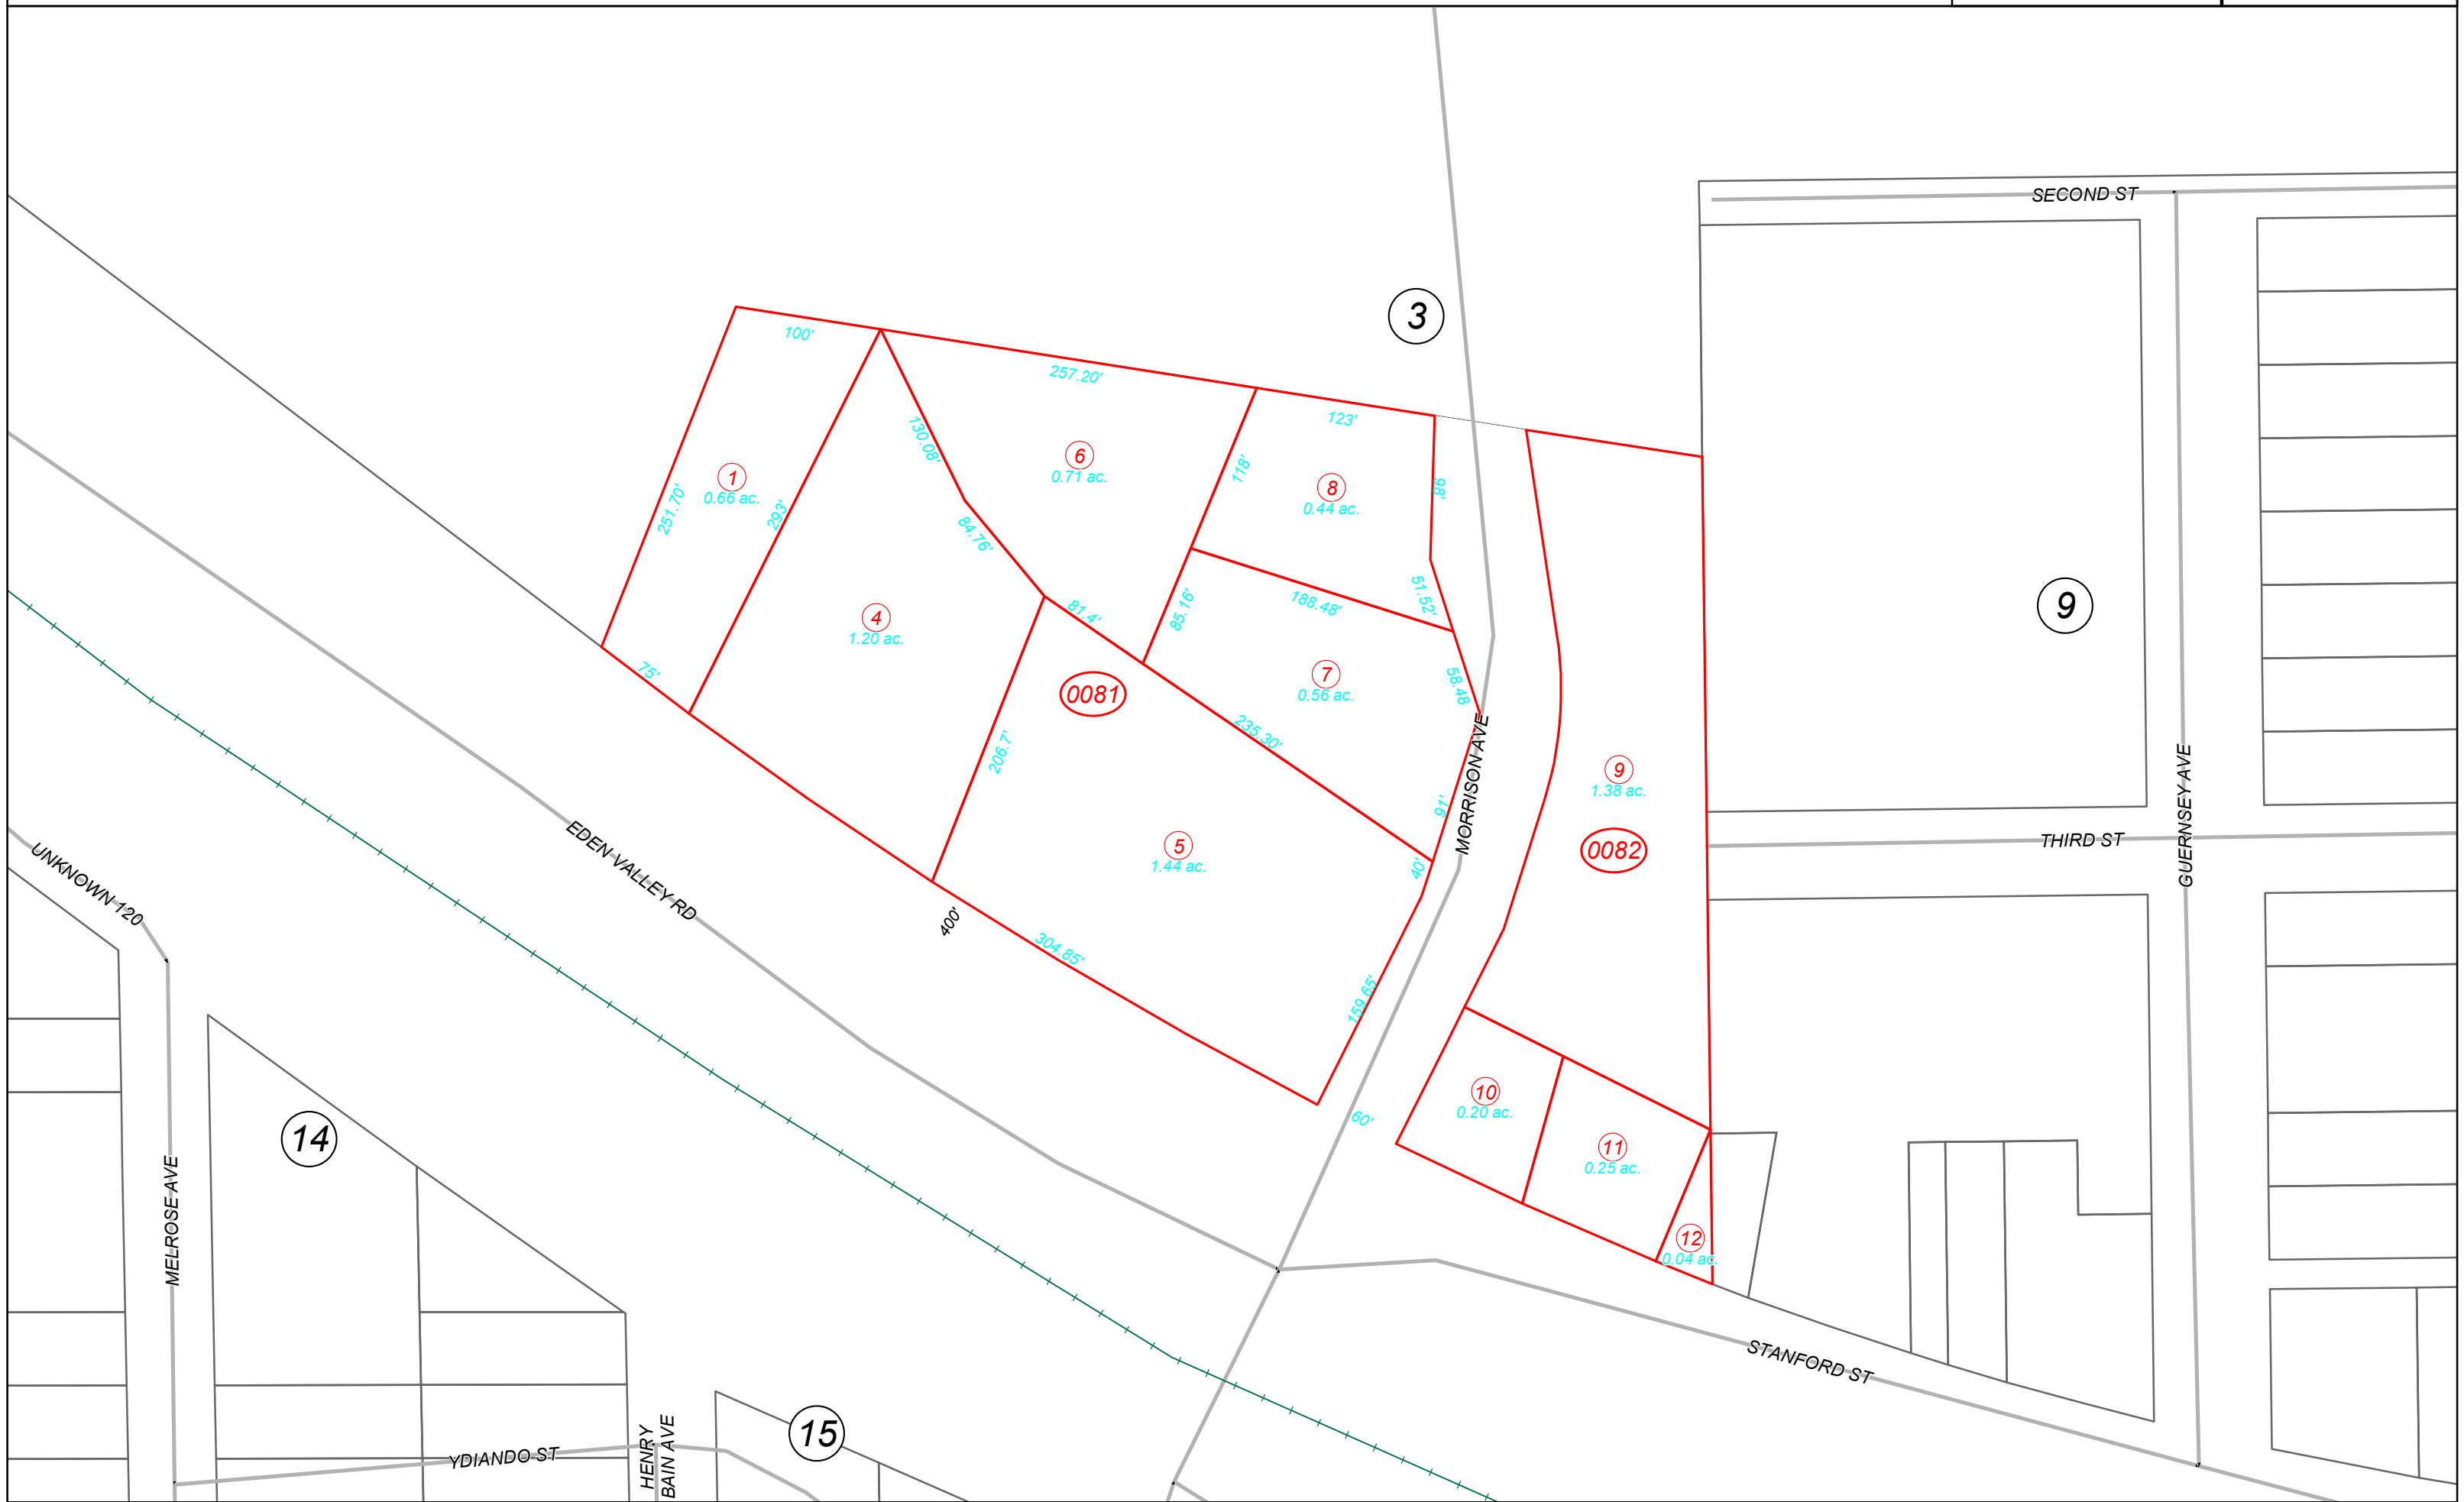 SECOND ST
3
100'
257.20'
123'
130.08'
6
0.71 ac.
118'
1
0.66 ac.
251.70'
293'
8
0.44 ac.
98'
84.76'
51.52'
188.48'
85.16'
81.4'
9
4
1.20 ac.
75'
0081
7
0.56 ac.
58.48
235.30'
206.7'
MORRISON AVE
9
1.38 ac.
91'
0082
THIRD ST
GUERNSEY AVE
5
1.44 ac.
40'
EDEN VALLEY RD
UNKNOWN 120
400'
304.85'
159.65'
10
0.20 ac.
60'
14
11
0.25 ac.
MELROSE AVE
12
0.04 ac.
STANFORD ST
15
YDIANDO ST
HENRY
BAIN AVE